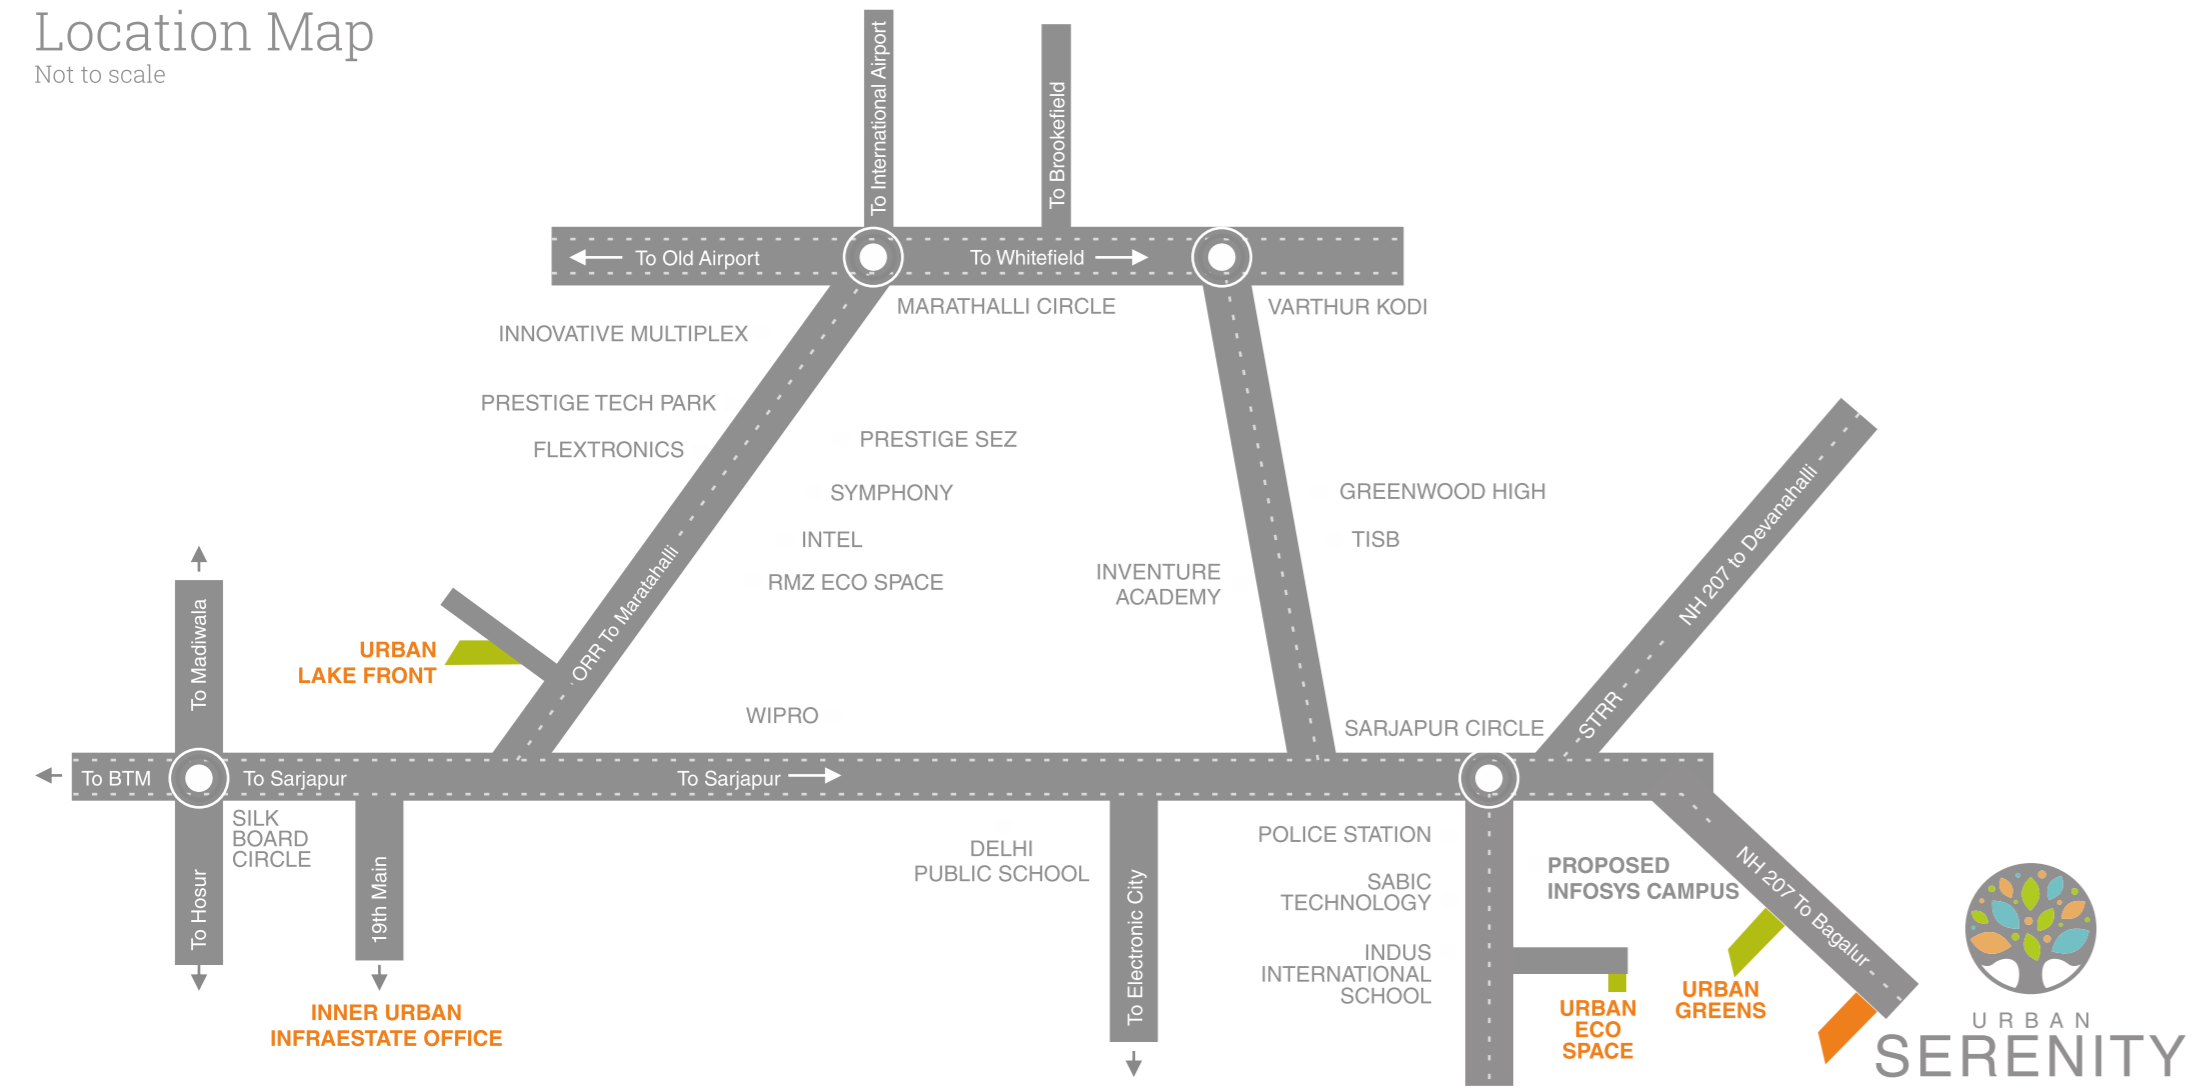 Location Map
Not to scale
To International Airport
To Brookefield
To Old Airport
To Whitefield
MARATHALLI CIRCLE
VARTHUR KODI
INNOVATIVE MULTIPLEX
PRESTIGE TECH PARK
FLEXTRONICS
PRESTIGE SEZ
SYMPHONY
INTEL
RMZ ECO SPACE
GREENWOOD HIGH
TISB
INVENTURE
ACADEMY
ORR To Maratahalli
NH 207 to Devanahalli
STRR
URBAN
LAKE FRONT
To Madiwala
WIPRO
SARJAPUR CIRCLE
To BTM
To Sarjapur
To Sarjapur
SILK
BOARD
CIRCLE
To Hosur
19th Main
INNER URBAN
INFRAESTATE OFFICE
DELHI
PUBLIC SCHOOL
To Electronic City
POLICE STATION
SABIC
TECHNOLOGY
INDUS
INTERNATIONAL
SCHOOL
PROPOSED
INFOSYS CAMPUS
NH 207 To Bagalur
URBAN
ECO
SPACE
URBAN
GREENS
URBAN
SERENITY